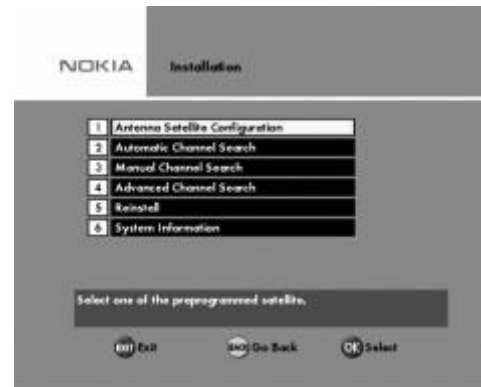 NOKIA
Installation
1 Antenna Satellite Configuration
2 Automatic Channel Search
3 Manual Channel Search
4 Advanced Channel Search
5 Reinstall
6 System Information
Select one of the preprogrammed satellite.
EXIT Exit BACK Go Back OK Select